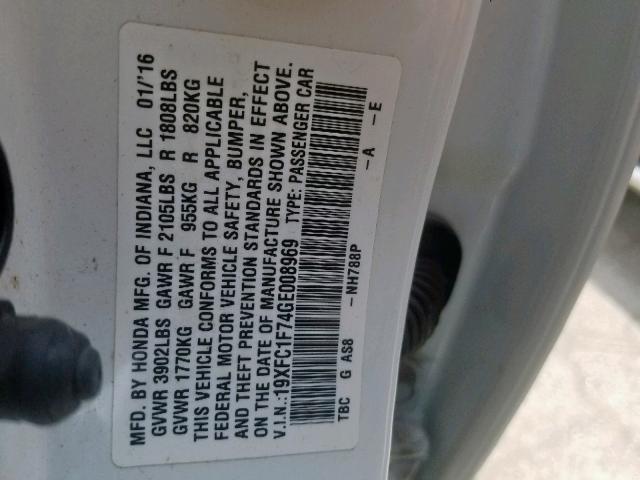 MFD. BY HONDA MFG. OF INDIANA, LLC 01/'16
GVWR 3902LBS GAWR F 2105LBS R 1808LBS
GVWR 1770KG GAWR F 955KG R 820KG
THIS VEHICLE CONFORMS TO ALL APPLICABLE
FEDERAL MOTOR VEHICLE SAFETY, BUMPER,
AND THEFT PREVENTION STANDARDS IN EFFECT
ON THE DATE OF MANUFACTURE SHOWN ABOVE.
V.I.N.:19XFC1F74GE008969 TYPE: PASSENGER CAR
TBC G AS8 -NH788P -A -E